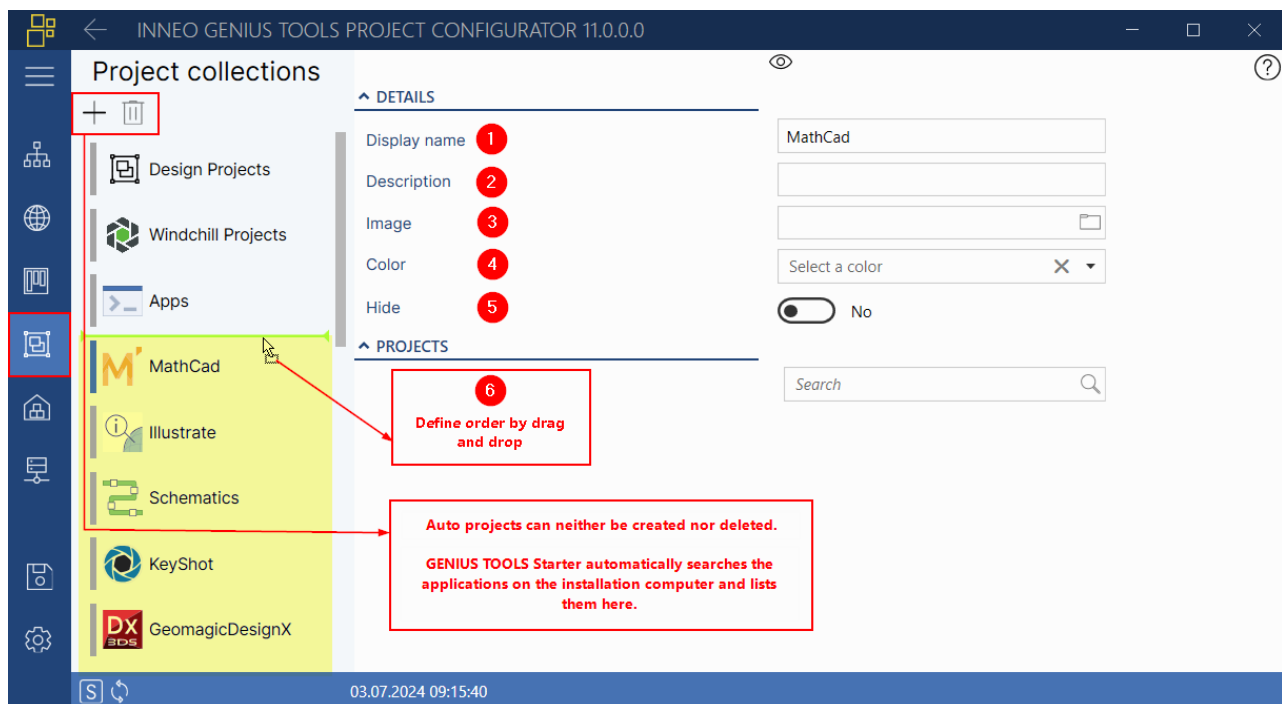 INNEO GENIUS TOOLS PROJECT CONFIGURATOR 11.0.0.0
Project collections
DETAILS
Display name 1
MathCad
Description 2
Image 3
Color 4
Select a color
Hide 5
No
PROJECTS
Search
6
Define order by drag
and drop
Design Projects
Windchill Projects
Apps
MathCad
Illustrate
Schematics
KeyShot
DX
3DS
GeomagicDesignX
Auto projects can neither be created nor deleted.
GENIUS TOOLS Starter automatically searches the
applications on the installation computer and lists
them here.
S
03.07.2024 09:15:40